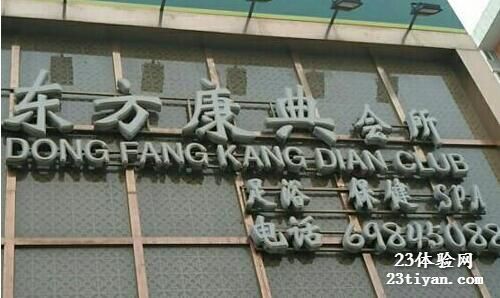 东方康典会所
DONG FANG KANG DIAN CLUB
足浴 保健 SPA
电话 69843088
23体验网
23tiyan.com